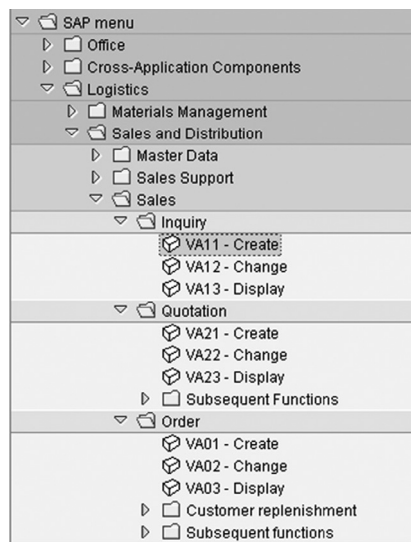 SAP menu
Office
Cross-Application Components
Logistics
Materials Management
Sales and Distribution
Master Data
Sales Support
Sales
Inquiry
VA11 - Create
VA12 - Change
VA13 - Display
Quotation
VA21 - Create
VA22 - Change
VA23 - Display
Subsequent Functions
Order
VA01 - Create
VA02 - Change
VA03 - Display
Customer replenishment
Subsequent functions